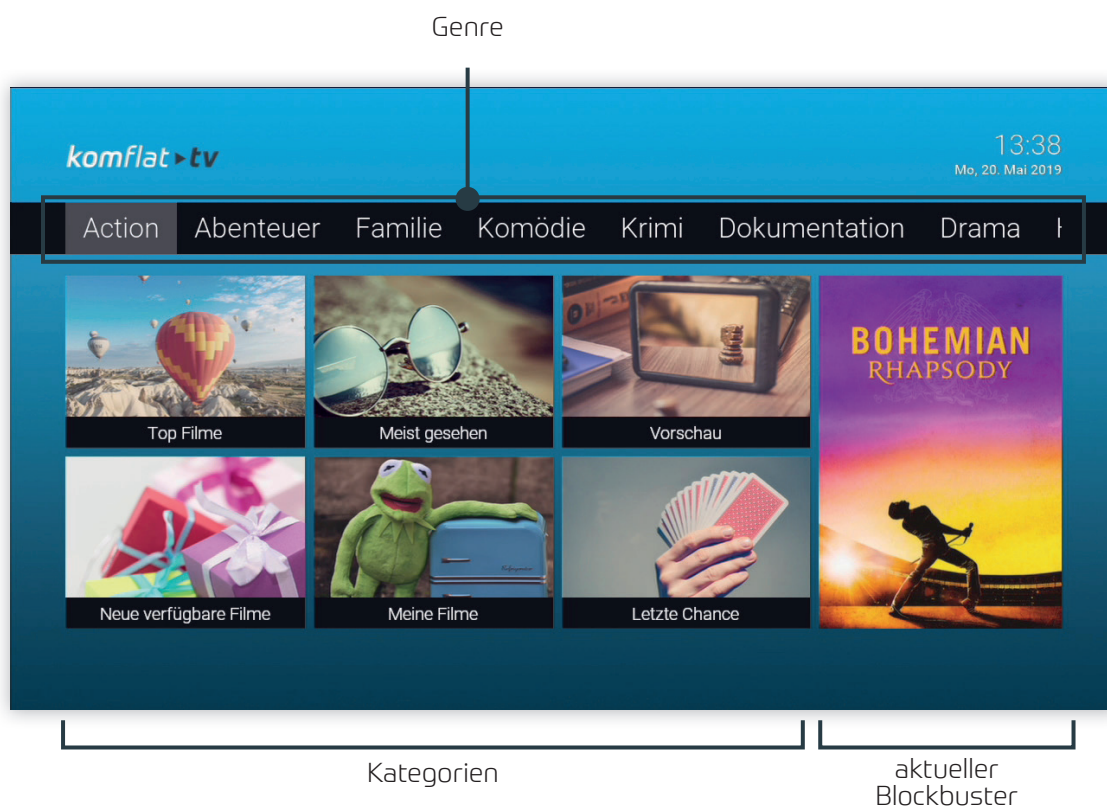 Genre
komflat tv
13:38
Mo, 20. Mai 2019
Action Abenteuer Familie Komödie Krimi Dokumentation Drama
BOHEMIAN
RHAPSODY
Top Filme Meist gesehen Vorschau
Neue verfügbare Filme Meine Filme Letzte Chance
Kategorien
aktueller
Blockbuster